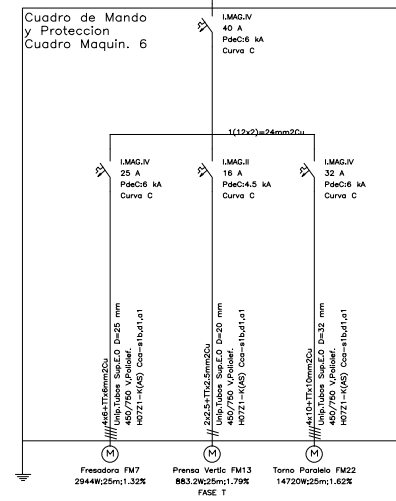 Cuadro de Mando
y Proteccion
Cuadro Maquin. 6
I.MAG.IV
40 A
PdeC:6 kA
Curva C
1(12x2)=24mm2Cu
I.MAG.IV
25 A
PdeC:6 kA
Curva C
I.MAG.II
16 A
PdeC:4.5 kA
Curva C
I.MAG.IV
32 A
PdeC:6 kA
Curva C
4x6+TTx6mm2Cu
Unip.Tubos Sup.E.O D=25 mm
450/750 V,Poliolef.
H07Z1-K(AS) Cca-s1b,d1,a1
2x2.5+TTx2.5mm2Cu
Unip.Tubos Sup.E.O D=20 mm
450/750 V,Poliolef.
H07Z1-K(AS) Cca-s1b,d1,a1
4x10+TTx10mm2Cu
Unip.Tubos Sup.E.O D=32 mm
450/750 V,Poliolef.
H07Z1-K(AS) Cca-s1b,d1,a1
M
M
M
Fresadora FM7
2944W;25m;1.32%
Prensa Vertic FM13
883.2W;25m;1.79%
FASE T
Torno Paralelo FM22
14720W;25m;1.62%